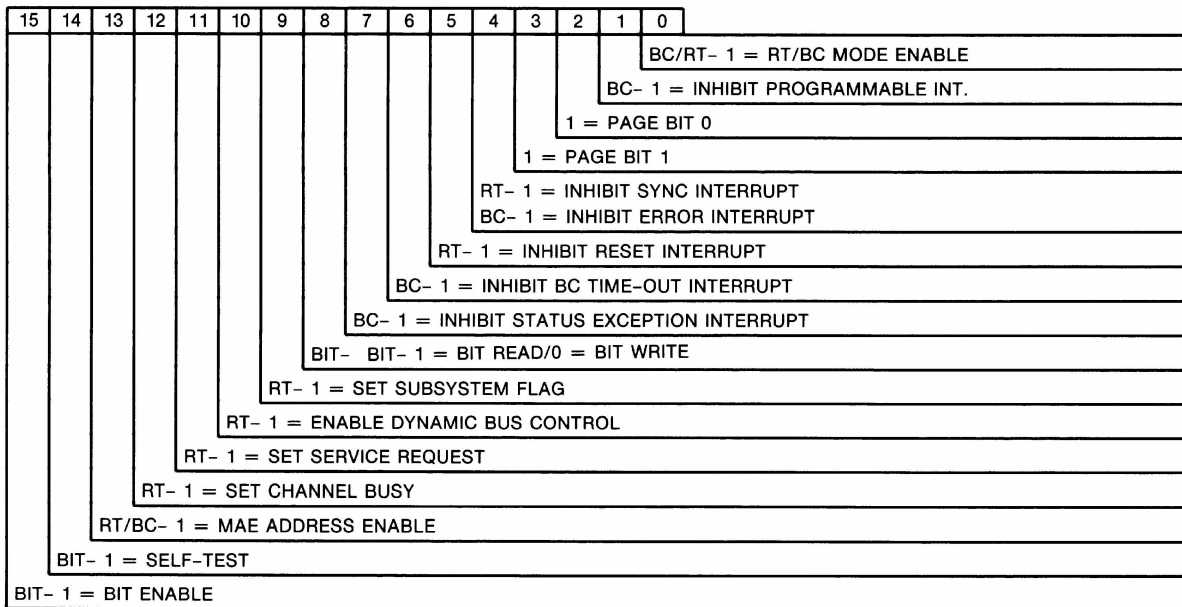 15 14 13 12 11 10 9 8 7 6 5 4 3 2 1 0
BC/RT– 1 = RT/BC MODE ENABLE
BC– 1 = INHIBIT PROGRAMMABLE INT.
1 = PAGE BIT 0
1 = PAGE BIT 1
RT– 1 = INHIBIT SYNC INTERRUPT
BC– 1 = INHIBIT ERROR INTERRUPT
RT– 1 = INHIBIT RESET INTERRUPT
BC– 1 = INHIBIT BC TIME–OUT INTERRUPT
BC– 1 = INHIBIT STATUS EXCEPTION INTERRUPT
BIT– BIT– 1 = BIT READ/0 = BIT WRITE
RT– 1 = SET SUBSYSTEM FLAG
RT– 1 = ENABLE DYNAMIC BUS CONTROL
RT– 1 = SET SERVICE REQUEST
RT– 1 = SET CHANNEL BUSY
RT/BC– 1 = MAE ADDRESS ENABLE
BIT– 1 = SELF–TEST
BIT– 1 = BIT ENABLE